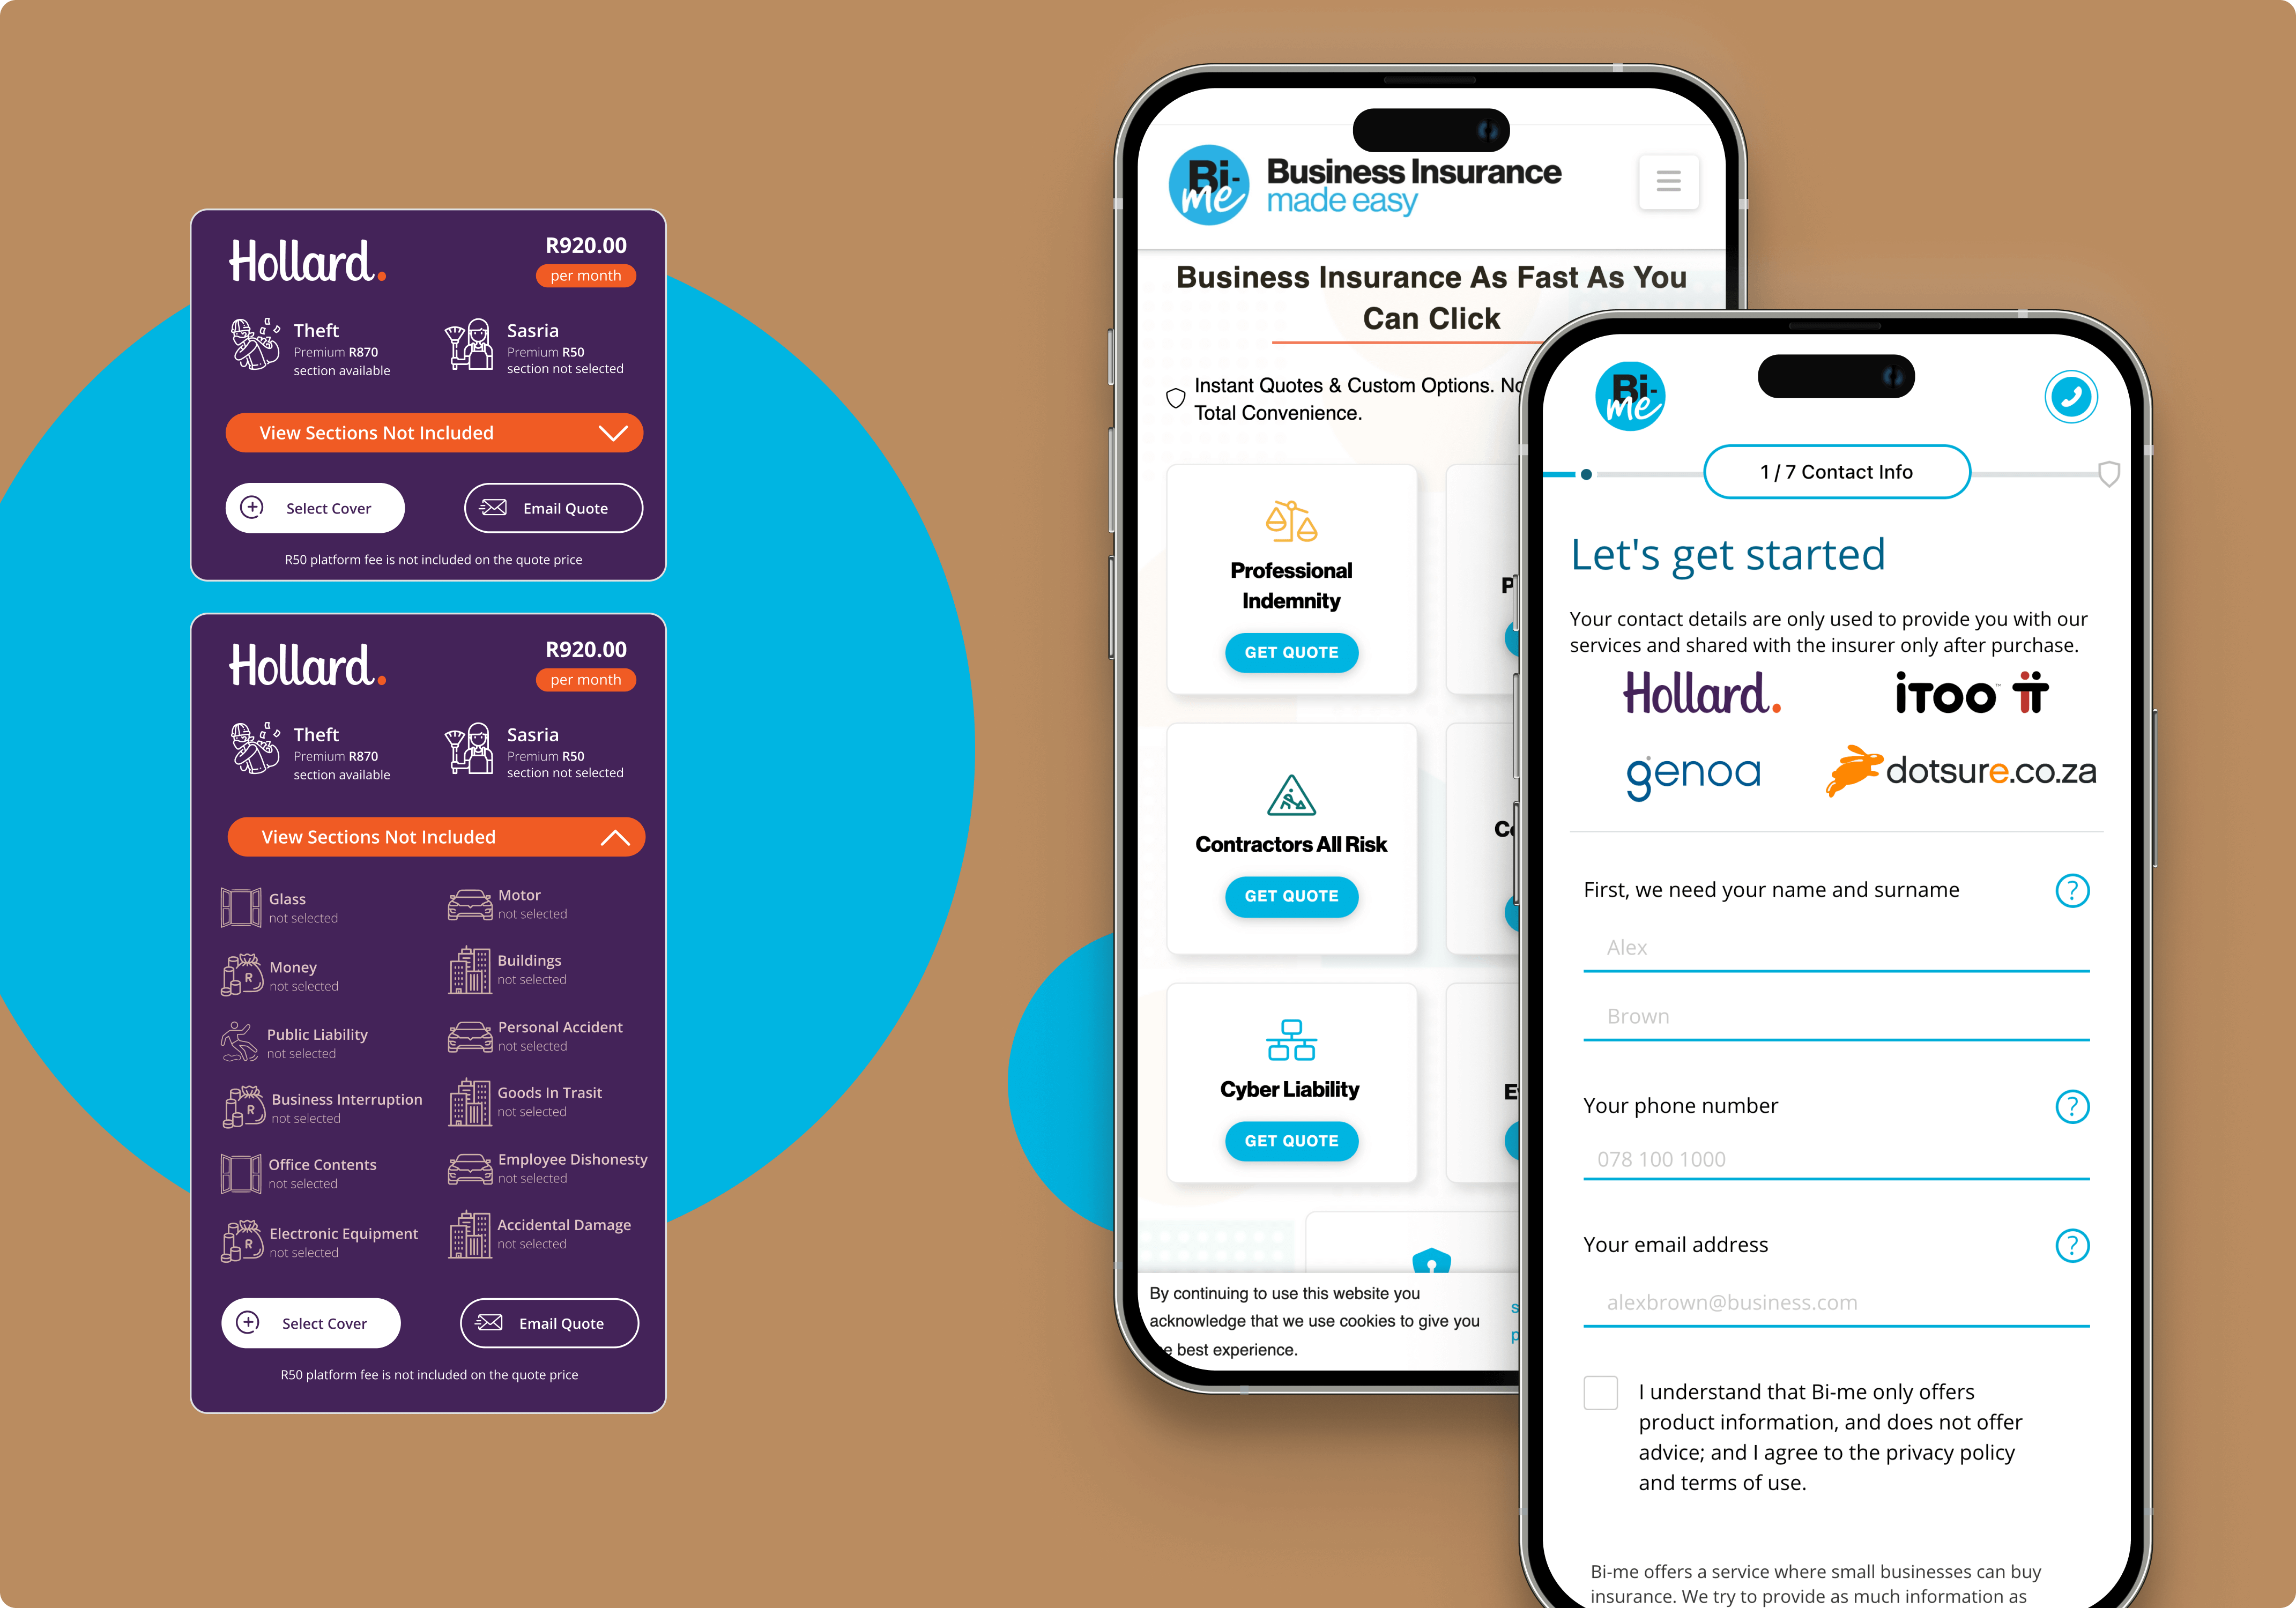 Hollard.
R920.00
per month
Theft
Premium R870
section available
Sasria
Premium R50
section not selected
View Sections Not Included
Select Cover
Email Quote
R50 platform fee is not included on the quote price
Hollard.
R920.00
per month
Theft
Premium R870
section available
Sasria
Premium R50
section not selected
View Sections Not Included
Glass
not selected
Motor
not selected
Money
not selected
Buildings
not selected
Public Liability
not selected
Personal Accident
not selected
Business Interruption
not selected
Goods In Trasit
not selected
Office Contents
not selected
Employee Dishonesty
not selected
Electronic Equipment
not selected
Accidental Damage
not selected
Select Cover
Email Quote
R50 platform fee is not included on the quote price
Bi-
me
Business Insurance
made easy
Business Insurance As Fast As You
Can Click
Instant Quotes & Custom Options.
Total Convenience.
Professional
Indemnity
GET QUOTE
Contractors All Risk
GET QUOTE
Cyber Liability
GET QUOTE
By continuing to use this website you
acknowledge that we use cookies to give you
best experience.
Bi-
me
1 / 7 Contact Info
Let's get started
Your contact details are only used to provide you with our
services and shared with the insurer only after purchase.
Hollard.
iTOO
genoa
dotsure.co.za
First, we need your name and surname
?
Alex
Brown
Your phone number
?
078 100 1000
Your email address
?
alexbrown@business.com
I understand that Bi-me only offers
product information, and does not offer
advice; and I agree to the privacy policy
and terms of use.
Bi-me offers a service where small businesses can buy
insurance. We try to provide as much information as